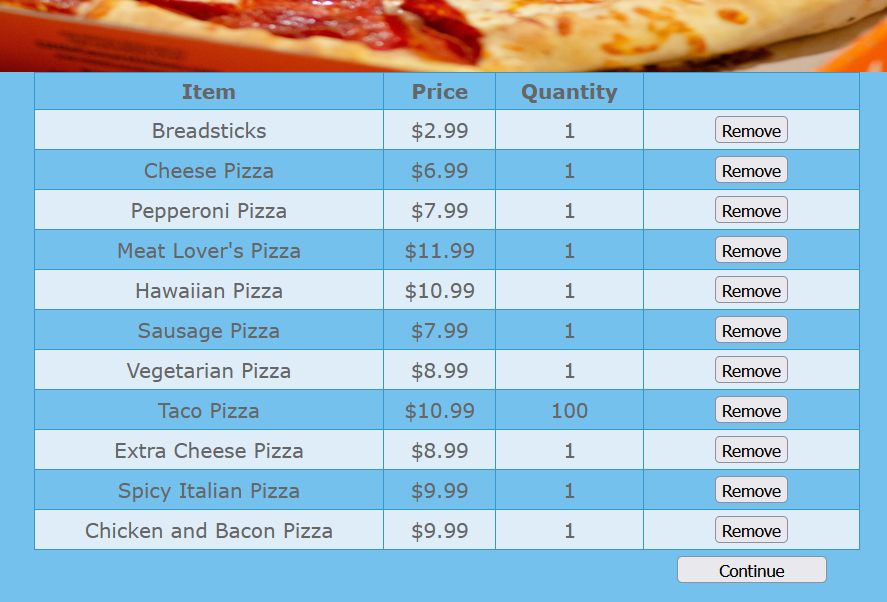 Item Price Quantity
Breadsticks $2.99 1 Remove
Cheese Pizza $6.99 1 Remove
Pepperoni Pizza $7.99 1 Remove
Meat Lover's Pizza $11.99 1 Remove
Hawaiian Pizza $10.99 1 Remove
Sausage Pizza $7.99 1 Remove
Vegetarian Pizza $8.99 1 Remove
Taco Pizza $10.99 100 Remove
Extra Cheese Pizza $8.99 1 Remove
Spicy Italian Pizza $9.99 1 Remove
Chicken and Bacon Pizza $9.99 1 Remove
Continue